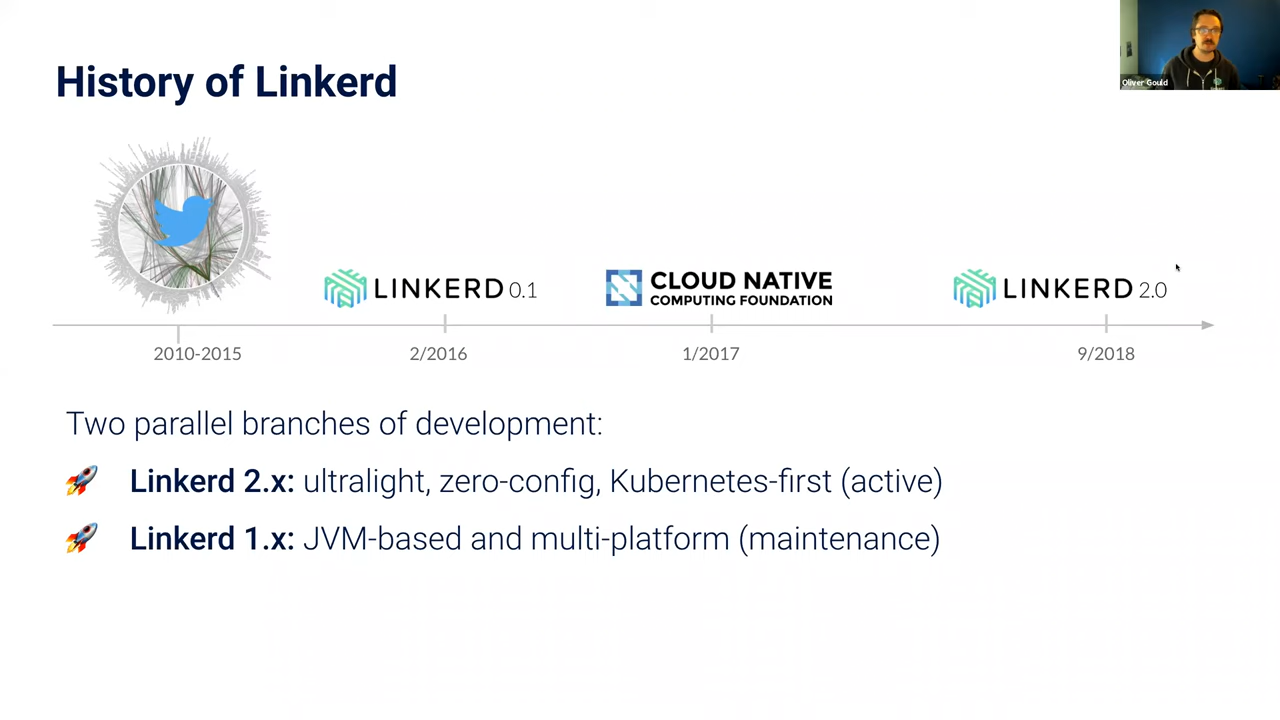 History of Linkerd
Oliver Gould
LINKERD 0.1
CLOUD NATIVE
COMPUTING FOUNDATION
LINKERD 2.0
2010-2015
2/2016
1/2017
9/2018
Two parallel branches of development:
Linkerd 2.x: ultralight, zero-config, Kubernetes-first (active)
Linkerd 1.x: JVM-based and multi-platform (maintenance)